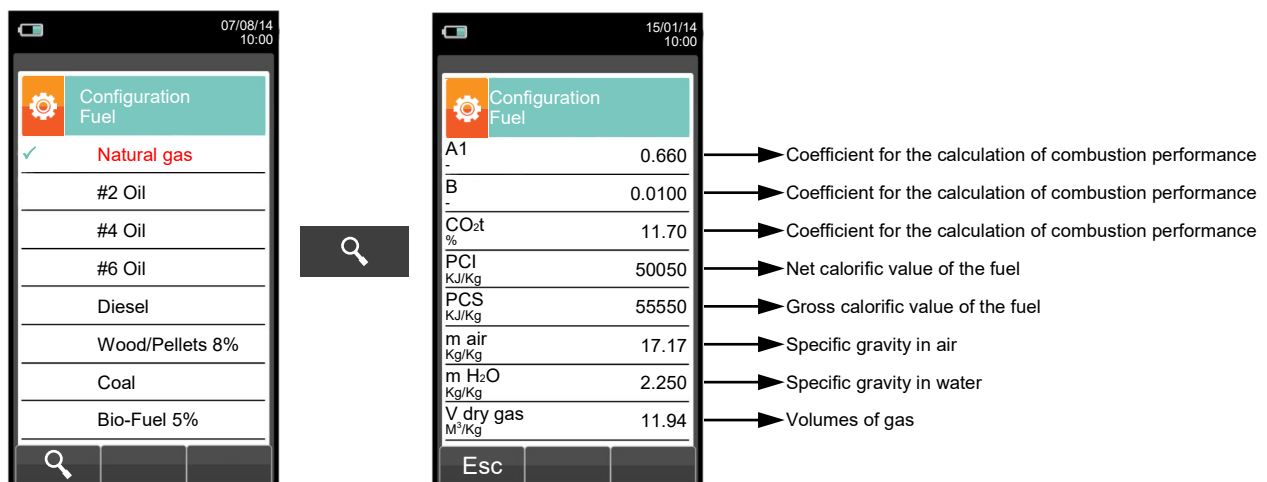 07/08/14
10:00
Configuration
Fuel
✓ Natural gas
#2 Oil
#4 Oil
#6 Oil
Diesel
Wood/Pellets 8%
Coal
Bio-Fuel 5%
15/01/14
10:00
Configuration
Fuel
A1
-
0.660
Coefficient for the calculation of combustion performance
B
-
0.0100
Coefficient for the calculation of combustion performance
CO₂t
%
11.70
Coefficient for the calculation of combustion performance
PCI
KJ/Kg
50050
Net calorific value of the fuel
PCS
KJ/Kg
55550
Gross calorific value of the fuel
m air
Kg/Kg
17.17
Specific gravity in air
m H₂O
Kg/Kg
2.250
Specific gravity in water
V dry gas
M³/Kg
11.94
Volumes of gas
Esc